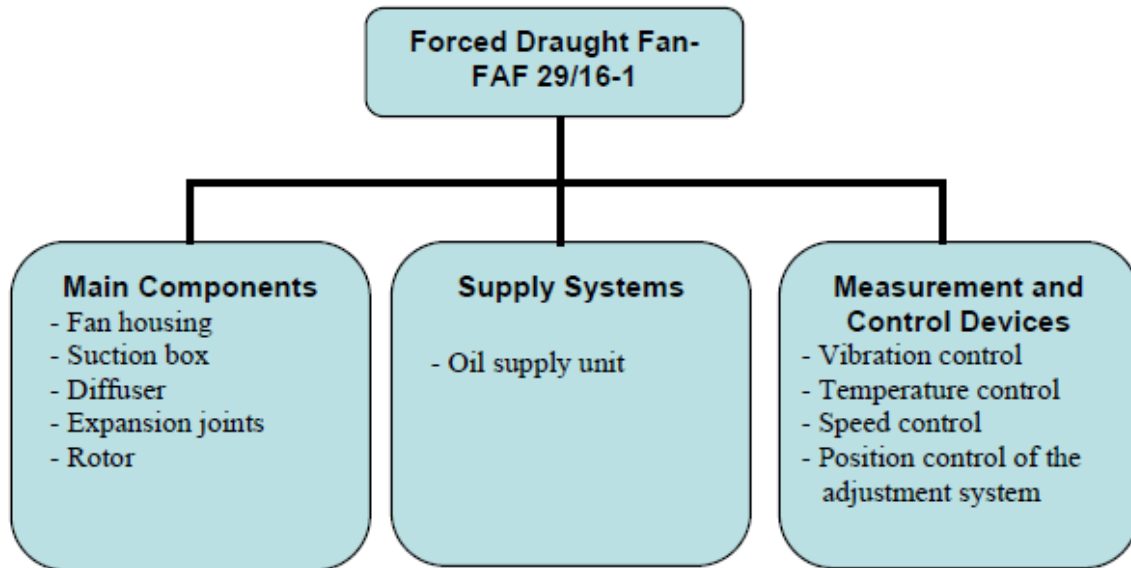 Forced Draught Fan-
FAF 29/16-1
Main Components
- Fan housing
- Suction box
- Diffuser
- Expansion joints
- Rotor
Supply Systems
- Oil supply unit
Measurement and
Control Devices
- Vibration control
- Temperature control
- Speed control
- Position control of the
adjustment system